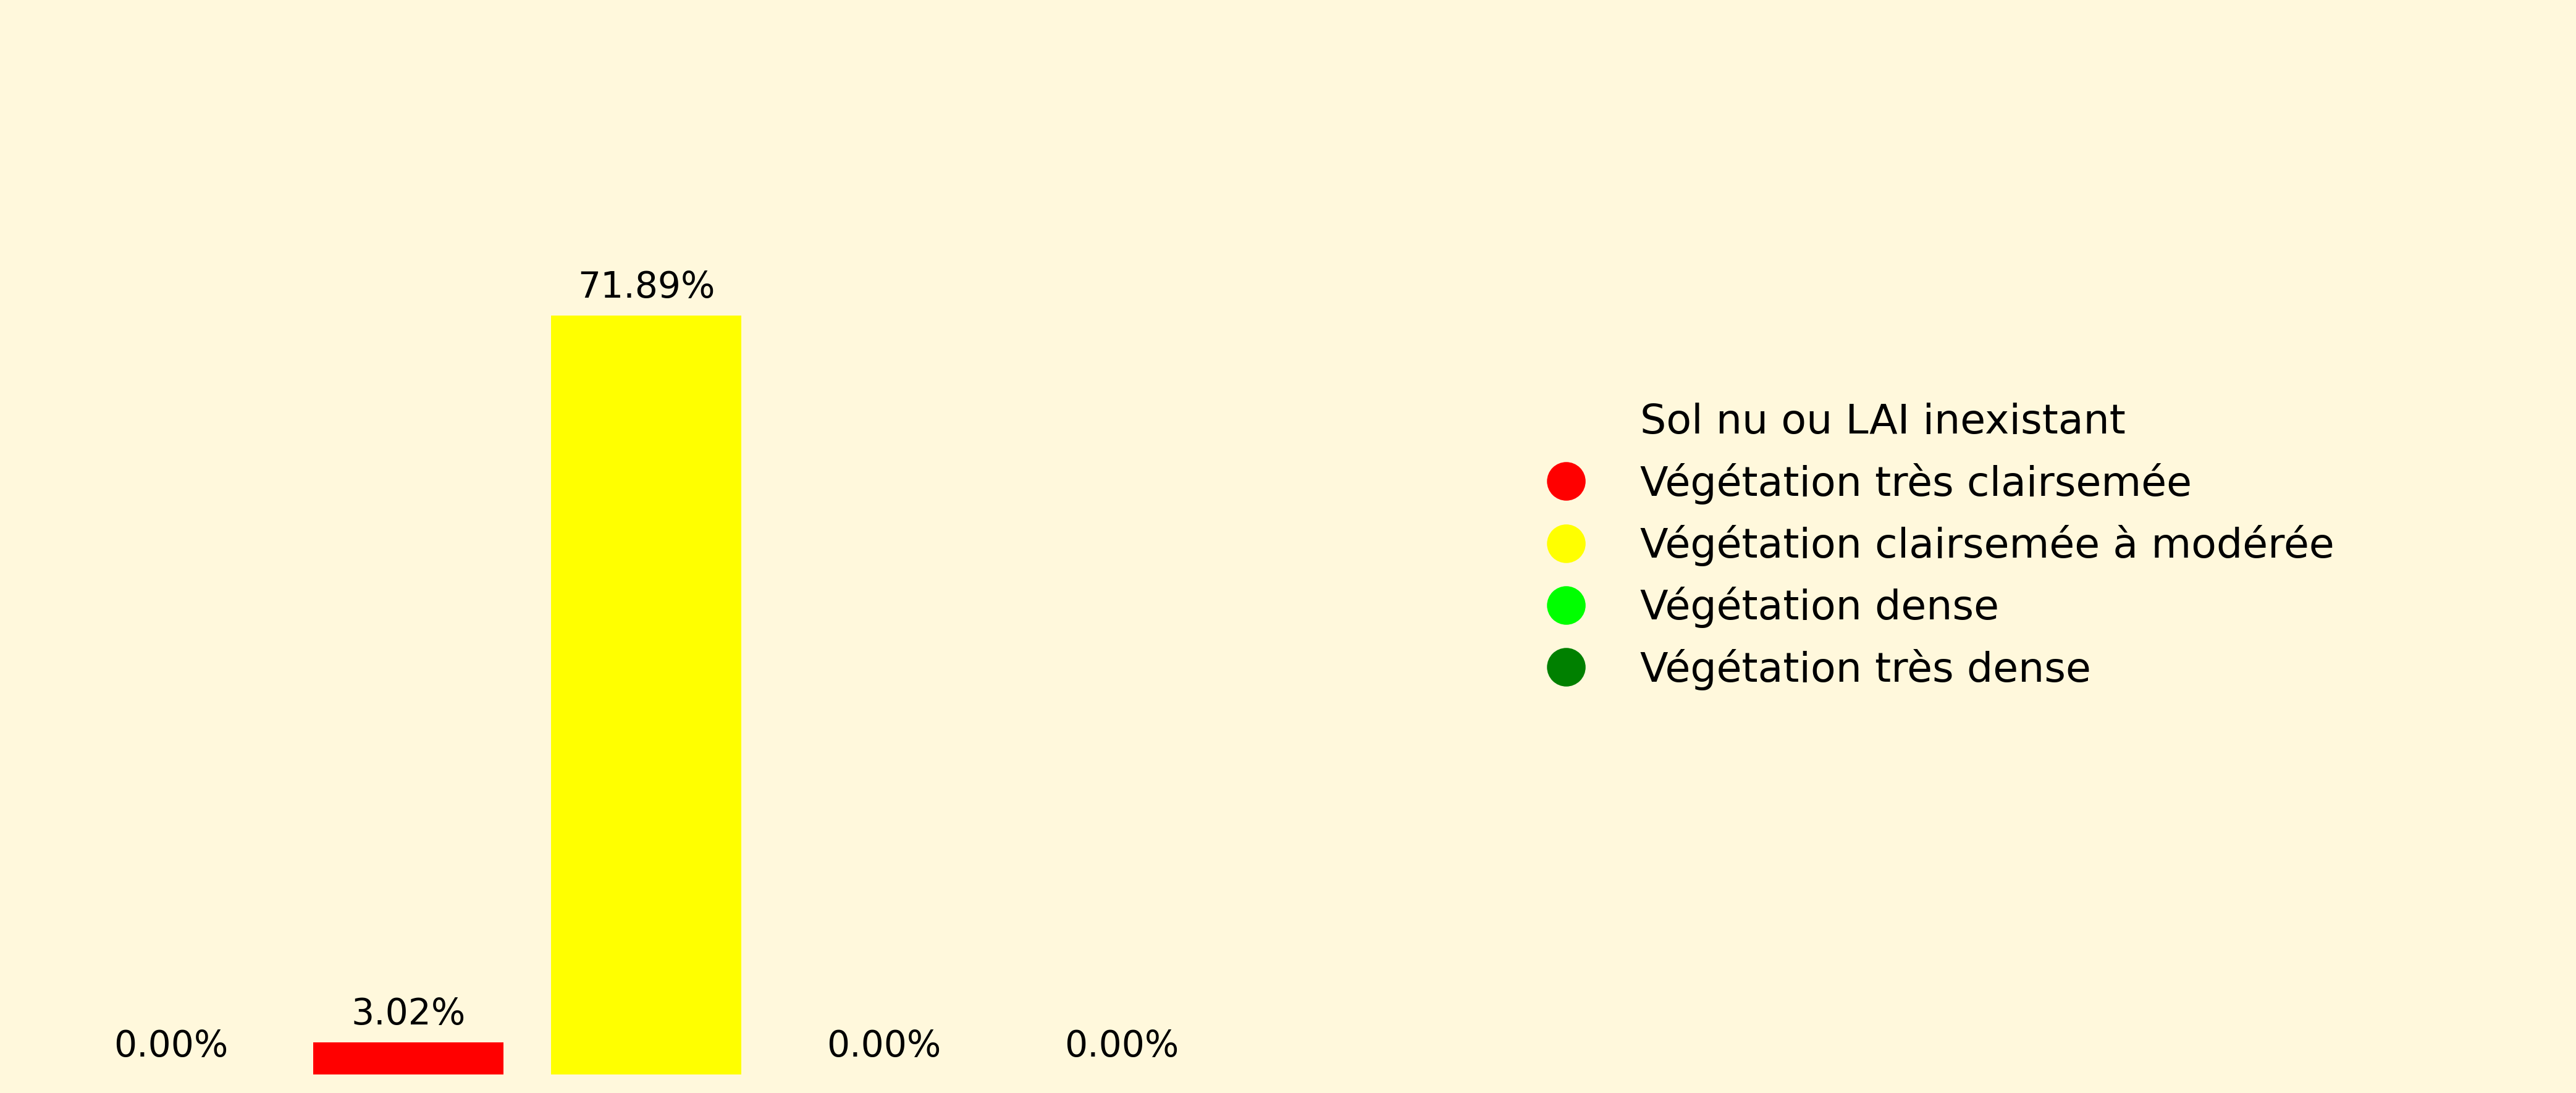 71.89%
3.02%
0.00%
0.00%
0.00%
Sol nu ou LAI inexistant
Végétation très clairsemée
Végétation clairsemée à modérée
Végétation dense
Végétation très dense